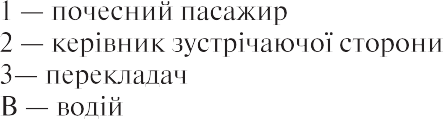 1 — почесний пасажир
2 — керівник зустрічаючої сторони
3— перекладач
В — водій